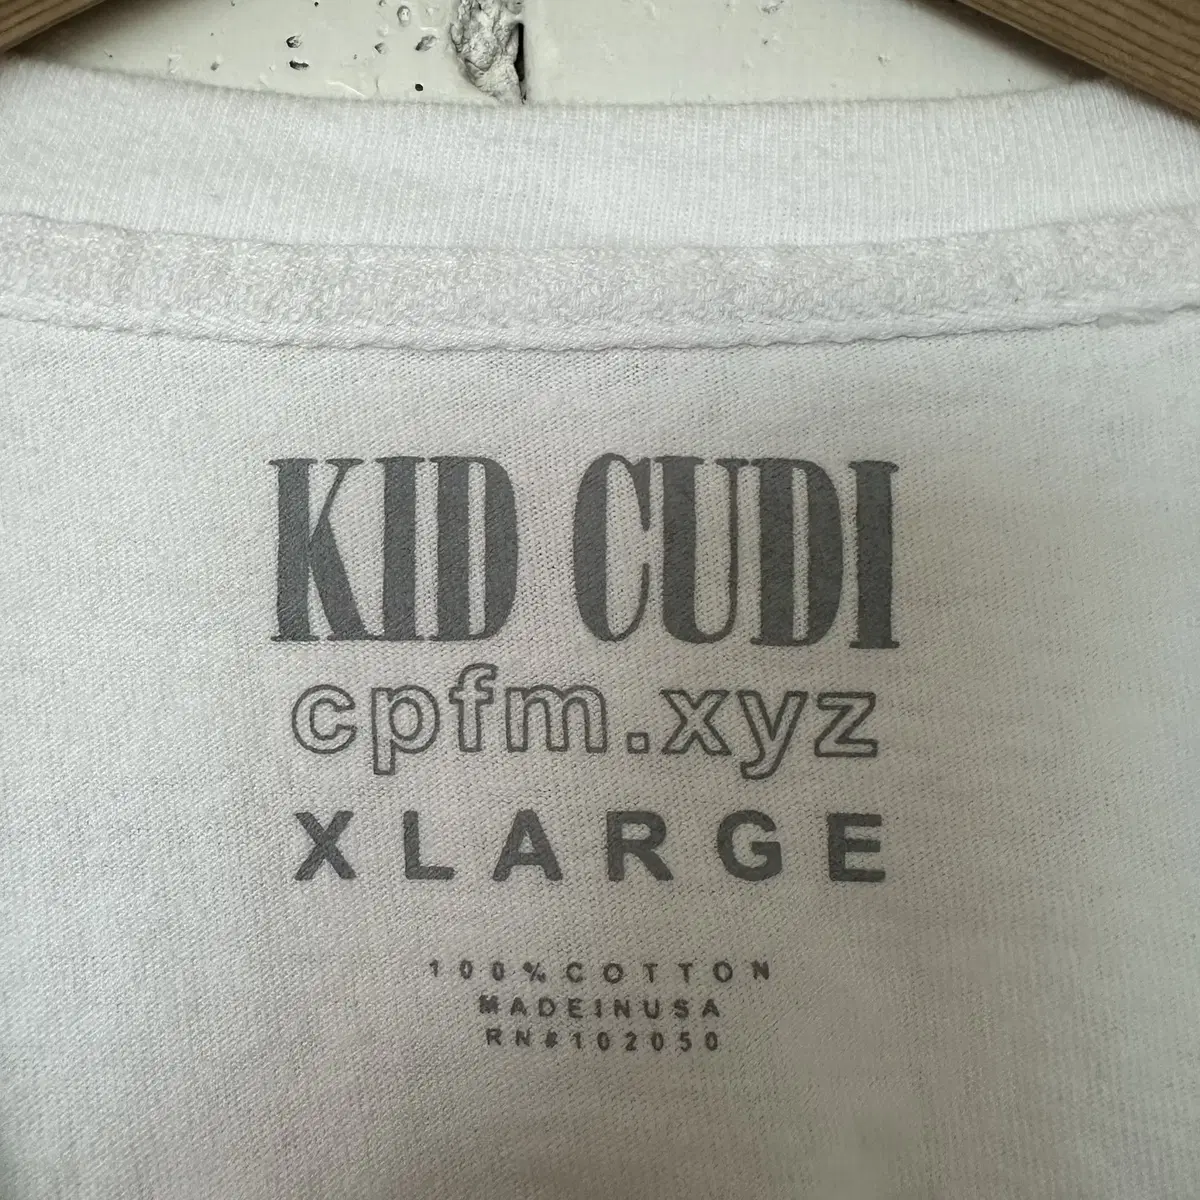 KID CUDI
cpfm.xyz
XLARGE
100%COTTON
MADEINUSA
RN#102050